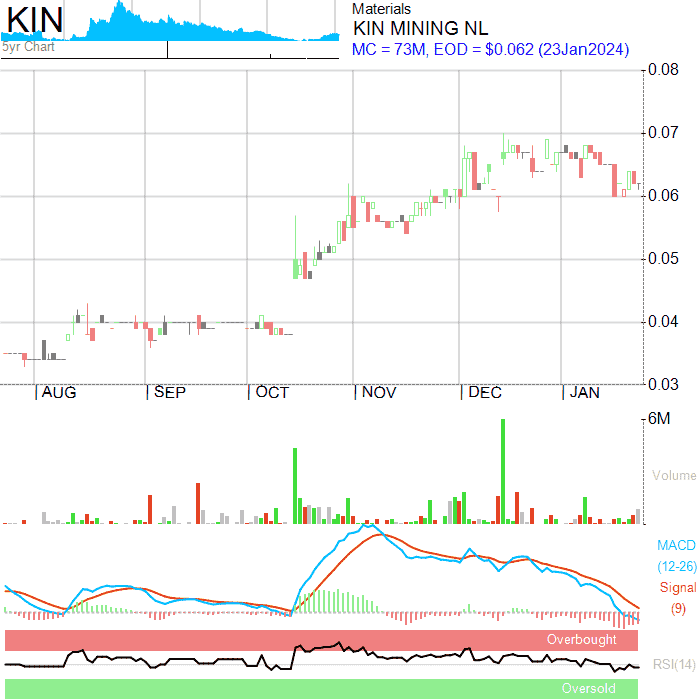 KIN
5yr Chart
Materials
KIN MINING NL
MC = 73M, EOD = $0.062 (23Jan2024)
0.08
0.07
0.06
0.05
0.04
0.03
AUG SEP OCT NOV DEC JAN
6M
Volume
MACD
(12-26)
Signal
(9)
Overbought
RSI(14)
Oversold